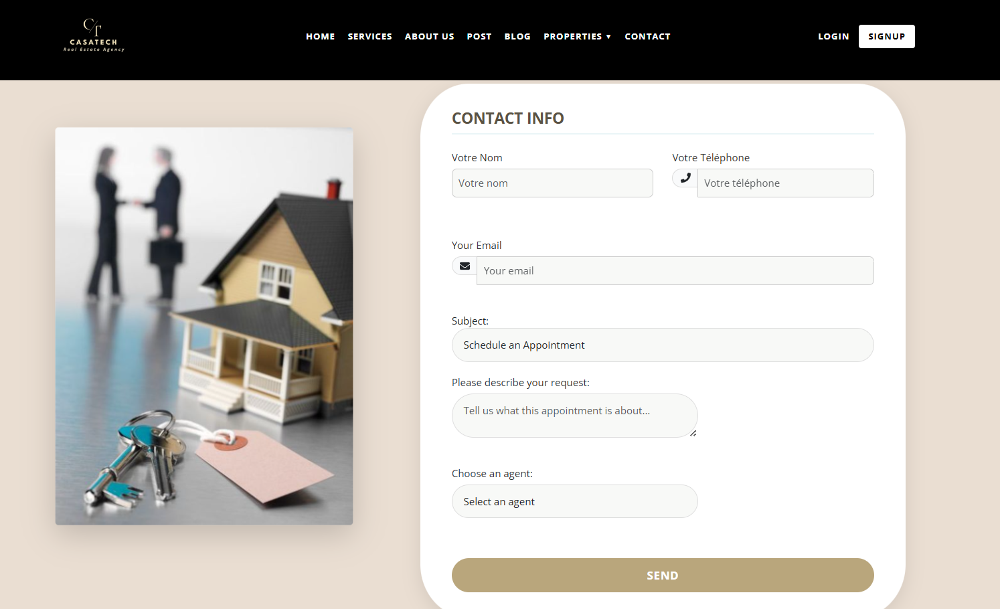 CT
CASATECH
Real Estate Agency
HOME SERVICES ABOUT US POST BLOG PROPERTIES ▼ CONTACT
LOGIN SIGNUP
CONTACT INFO
Votre Nom
Votre nom
Votre Téléphone
Votre téléphone
Your Email
Your email
Subject:
Schedule an Appointment
Please describe your request:
Tell us what this appointment is about...
Choose an agent:
Select an agent
SEND